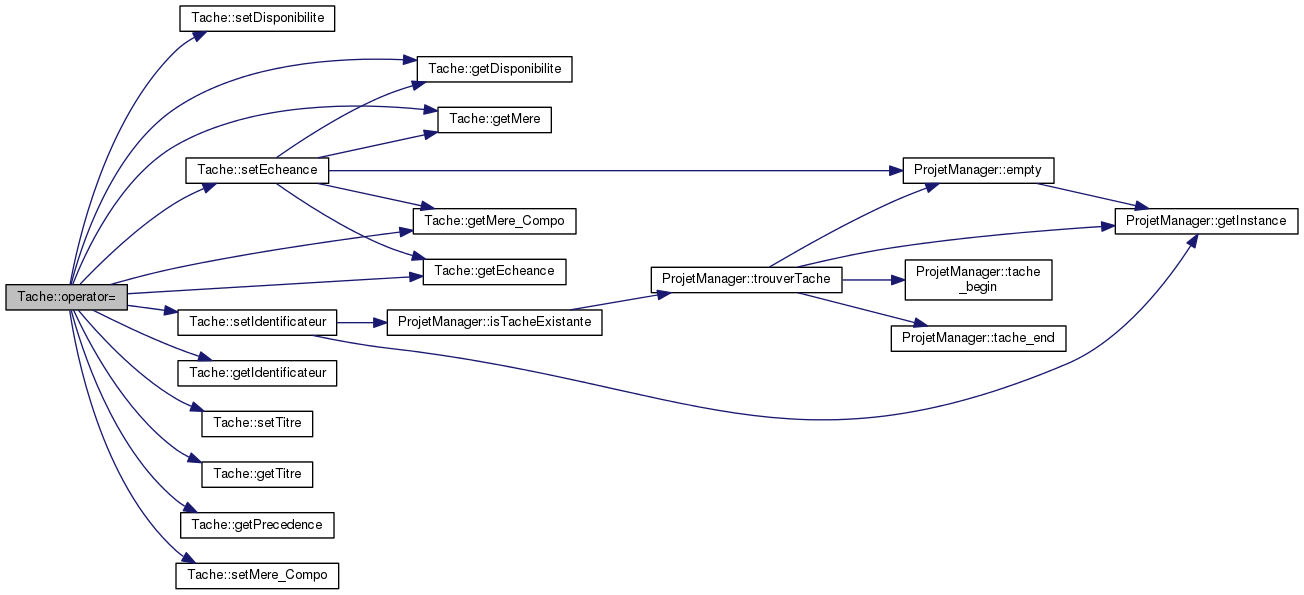 Tache::setDisponibilite
Tache::getDisponibilite
Tache::getMere
Tache::setEcheance
ProjetManager::empty
Tache::getMere_Compo
ProjetManager::getInstance
Tache::getEcheance
ProjetManager::trouverTache
ProjetManager::tache
_begin
Tache::operator=
Tache::setIdentificateur
ProjetManager::isTacheExistante
ProjetManager::tache_end
Tache::getIdentificateur
Tache::setTitre
Tache::getTitre
Tache::getPrecedence
Tache::setMere_Compo